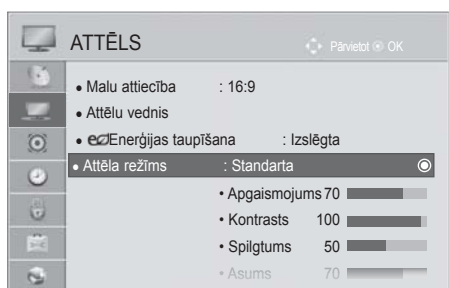 ATTĒLS
Pārvietot OK
• Malu attiecība : 16:9
• Attēlu vednis
• Enerģijas taupīšana : Izslēgta
• Attēla režīms : Standarta
• Apgaismojums 70
• Kontrasts 100
• Spilgtums 50
• Asums 70